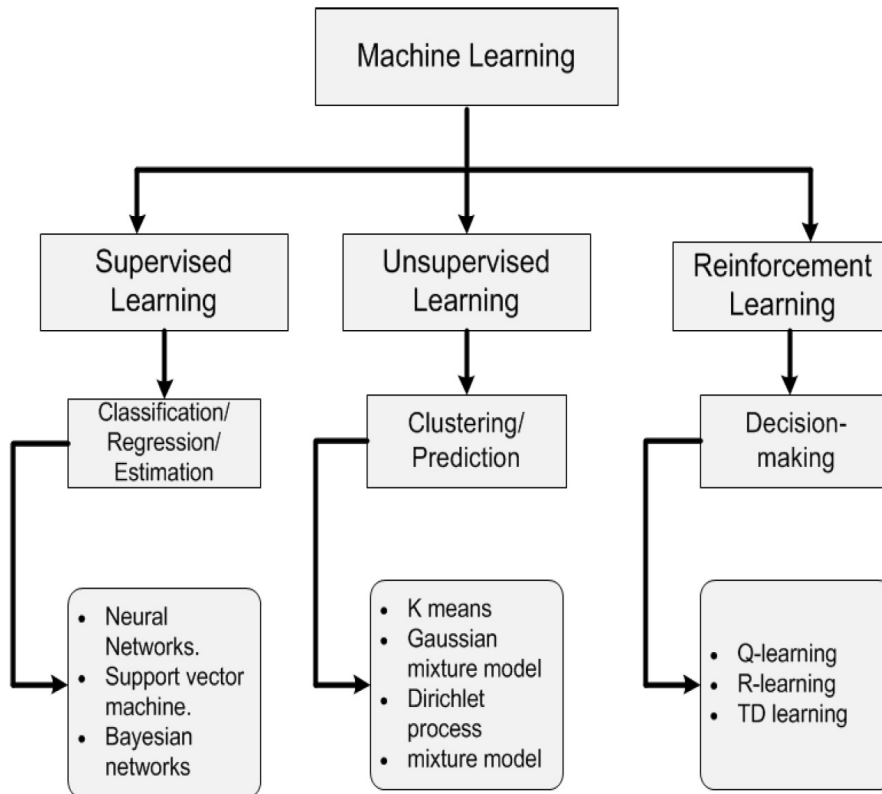 Machine Learning
Supervised
Learning
Unsupervised
Learning
Reinforcement
Learning
Classification/
Regression/
Estimation
Clustering/
Prediction
Decision-
making
• Neural
Networks.
• Support vector
machine.
• Bayesian
networks
• K means
• Gaussian
mixture model
• Dirichlet
process
• mixture model
• Q-learning
• R-learning
• TD learning